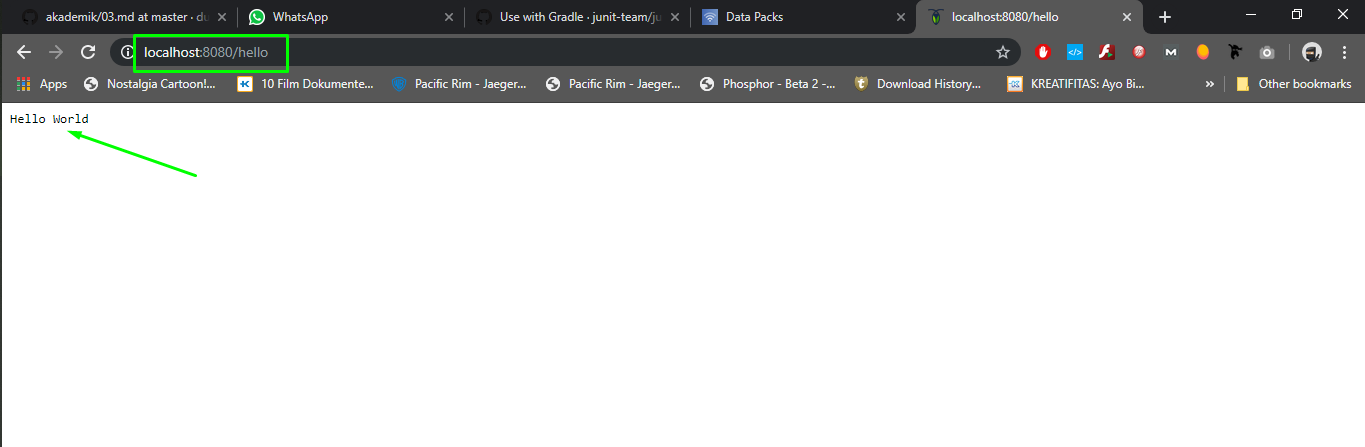 akademik/03.md at master · du
WhatsApp
Use with Gradle · junit-team/ju
Data Packs
localhost:8080/hello
localhost:8080/hello
Apps
Nostalgia Cartoon!...
10 Film Dokumente...
Pacific Rim - Jaeger...
Pacific Rim - Jaeger...
Phosphor - Beta 2 -...
Download History...
KREATIFITAS: Ayo Bi...
»
Other bookmarks
Hello World